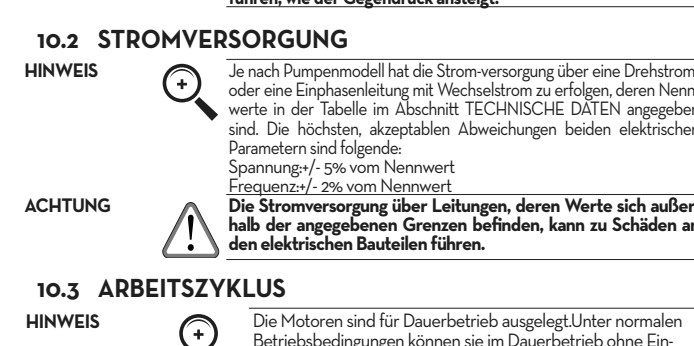 führen, wie der Gegendruck ansteigt.
10.2 STROMVERSORGUNG
HINWEIS
Je nach Pumpenmodell hat die Strom-versorgung über eine Drehstrom
oder eine Einphasenleitung mit Wechselstrom zu erfolgen, deren Nenn
werte in der Tabelle im Abschnitt TECHNISCHE DATEN angegeben
sind. Die höchsten, akzeptablen Abweichungen beiden elektrischen
Parametern sind folgende:
Spannung:+/- 5% vom Nennwert
Frequenz:+/- 2% vom Nennwert
ACHTUNG
Die Stromversorgung über Leitungen, deren Werte sich außer
halb der angegebenen Grenzen befinden, kann zu Schäden an
den elektrischen Bauteilen führen.
10.3 ARBEITSZYKLUS
HINWEIS
Die Motoren sind für Dauerbetrieb ausgelegt.Unter normalen
Betriebsbedingungen können sie im Dauerbetrieb ohne Ein-